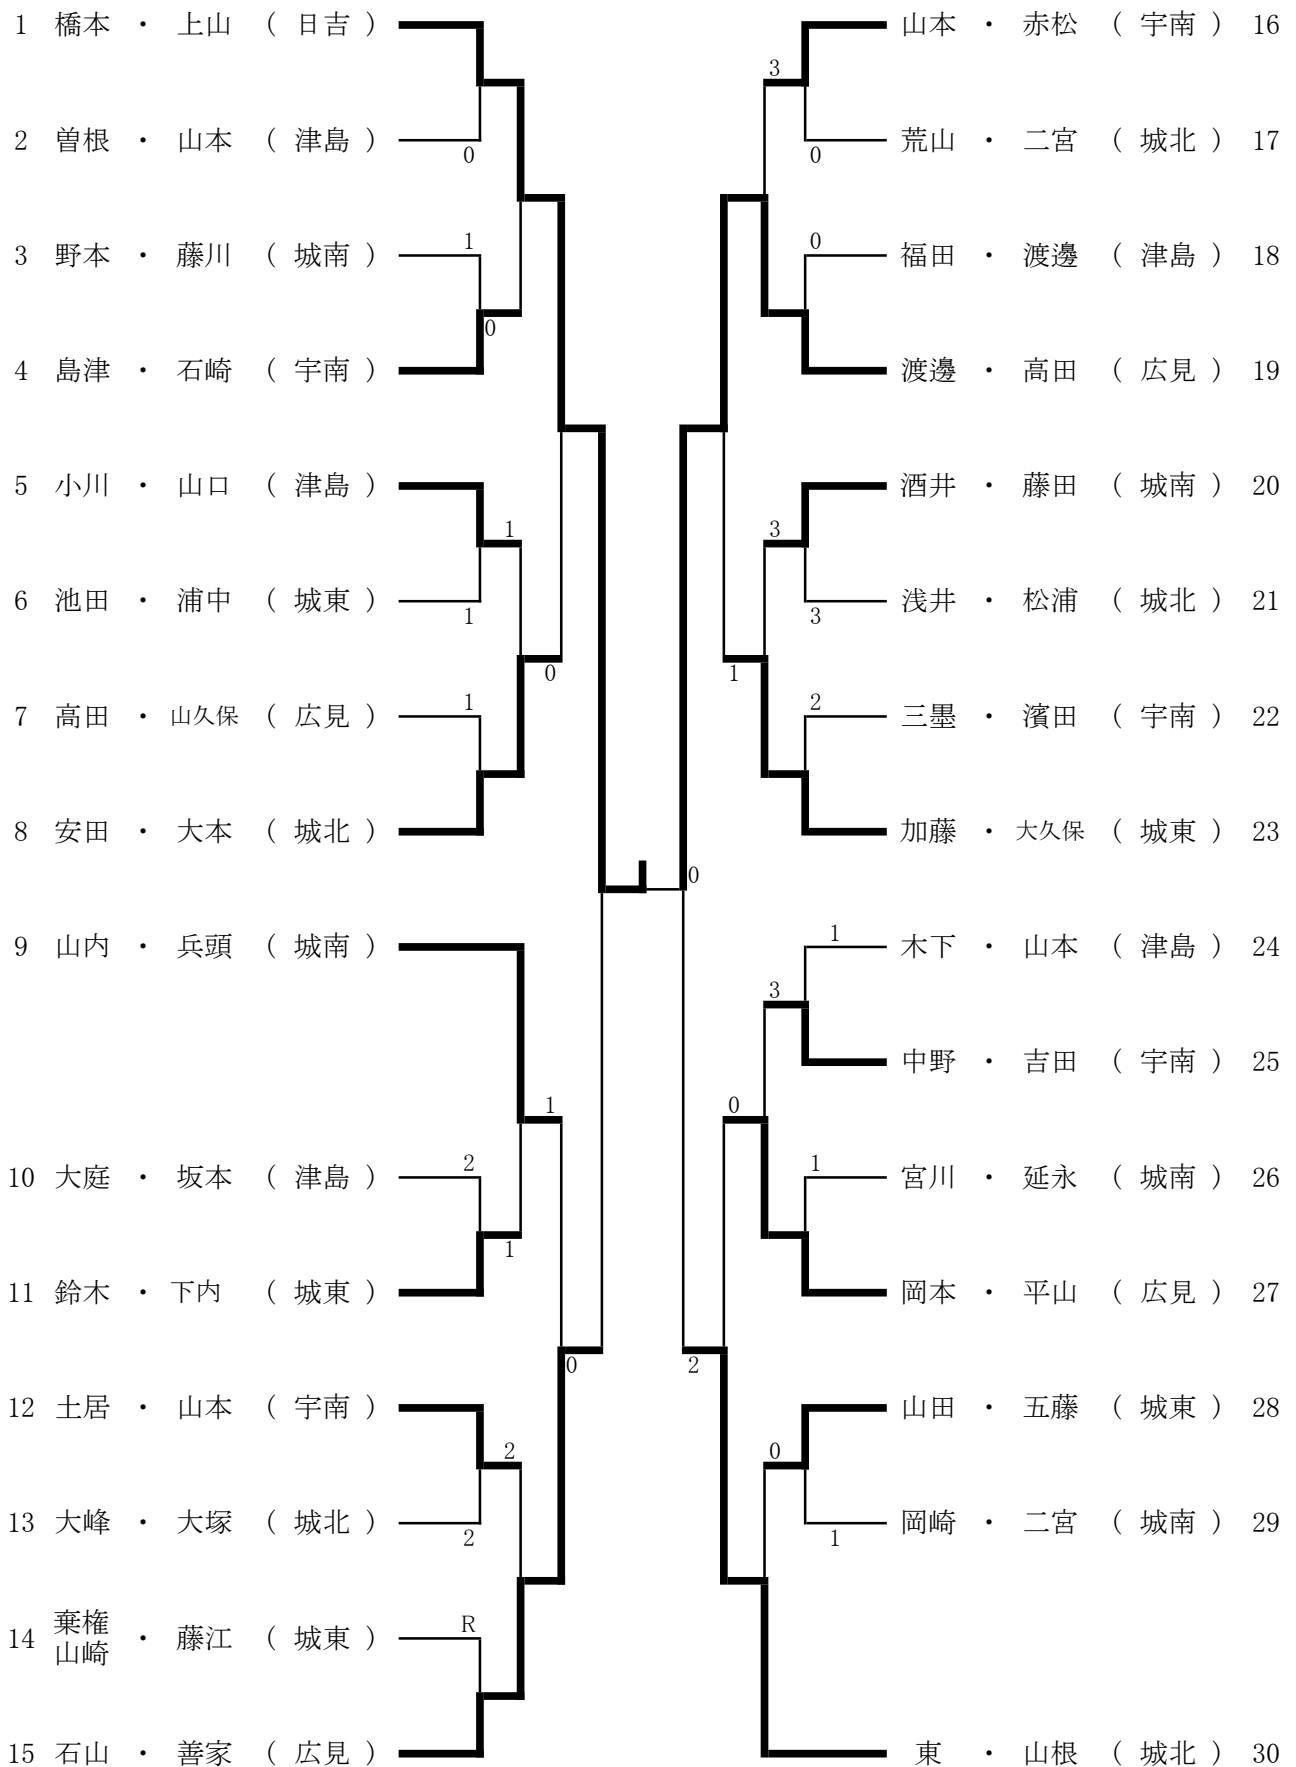 1 橋本 ・ 上山 ( 日吉 )
2 曽根 ・ 山本 ( 津島 )
0
3 野本 ・ 藤川 ( 城南 )
1
0
4 島津 ・ 石崎 ( 宇南 )
5 小川 ・ 山口 ( 津島 )
1
6 池田 ・ 浦中 ( 城東 )
1
0
7 高田 ・ 山久保 ( 広見 )
1
8 安田 ・ 大本 ( 城北 )
9 山内 ・ 兵頭 ( 城南 )
1
10 大庭 ・ 坂本 ( 津島 )
2
1
11 鈴木 ・ 下内 ( 城東 )
0
12 土居 ・ 山本 ( 宇南 )
2
13 大峰 ・ 大塚 ( 城北 )
2
棄権
14 山崎 ・ 藤江 ( 城東 )
R
15 石山 ・ 善家 ( 広見 )
山本 ・ 赤松 ( 宇南 ) 16
3
荒山 ・ 二宮 ( 城北 ) 17
0
0
福田 ・ 渡邊 ( 津島 ) 18
渡邊 ・ 高田 ( 広見 ) 19
酒井 ・ 藤田 ( 城南 ) 20
3
浅井 ・ 松浦 ( 城北 ) 21
3
1
2
三墨 ・ 濱田 ( 宇南 ) 22
加藤 ・ 大久保 ( 城東 ) 23
0
1
木下 ・ 山本 ( 津島 ) 24
3
中野 ・ 吉田 ( 宇南 ) 25
0
1
宮川 ・ 延永 ( 城南 ) 26
岡本 ・ 平山 ( 広見 ) 27
2
山田 ・ 五藤 ( 城東 ) 28
0
岡崎 ・ 二宮 ( 城南 ) 29
1
東 ・ 山根 ( 城北 ) 30